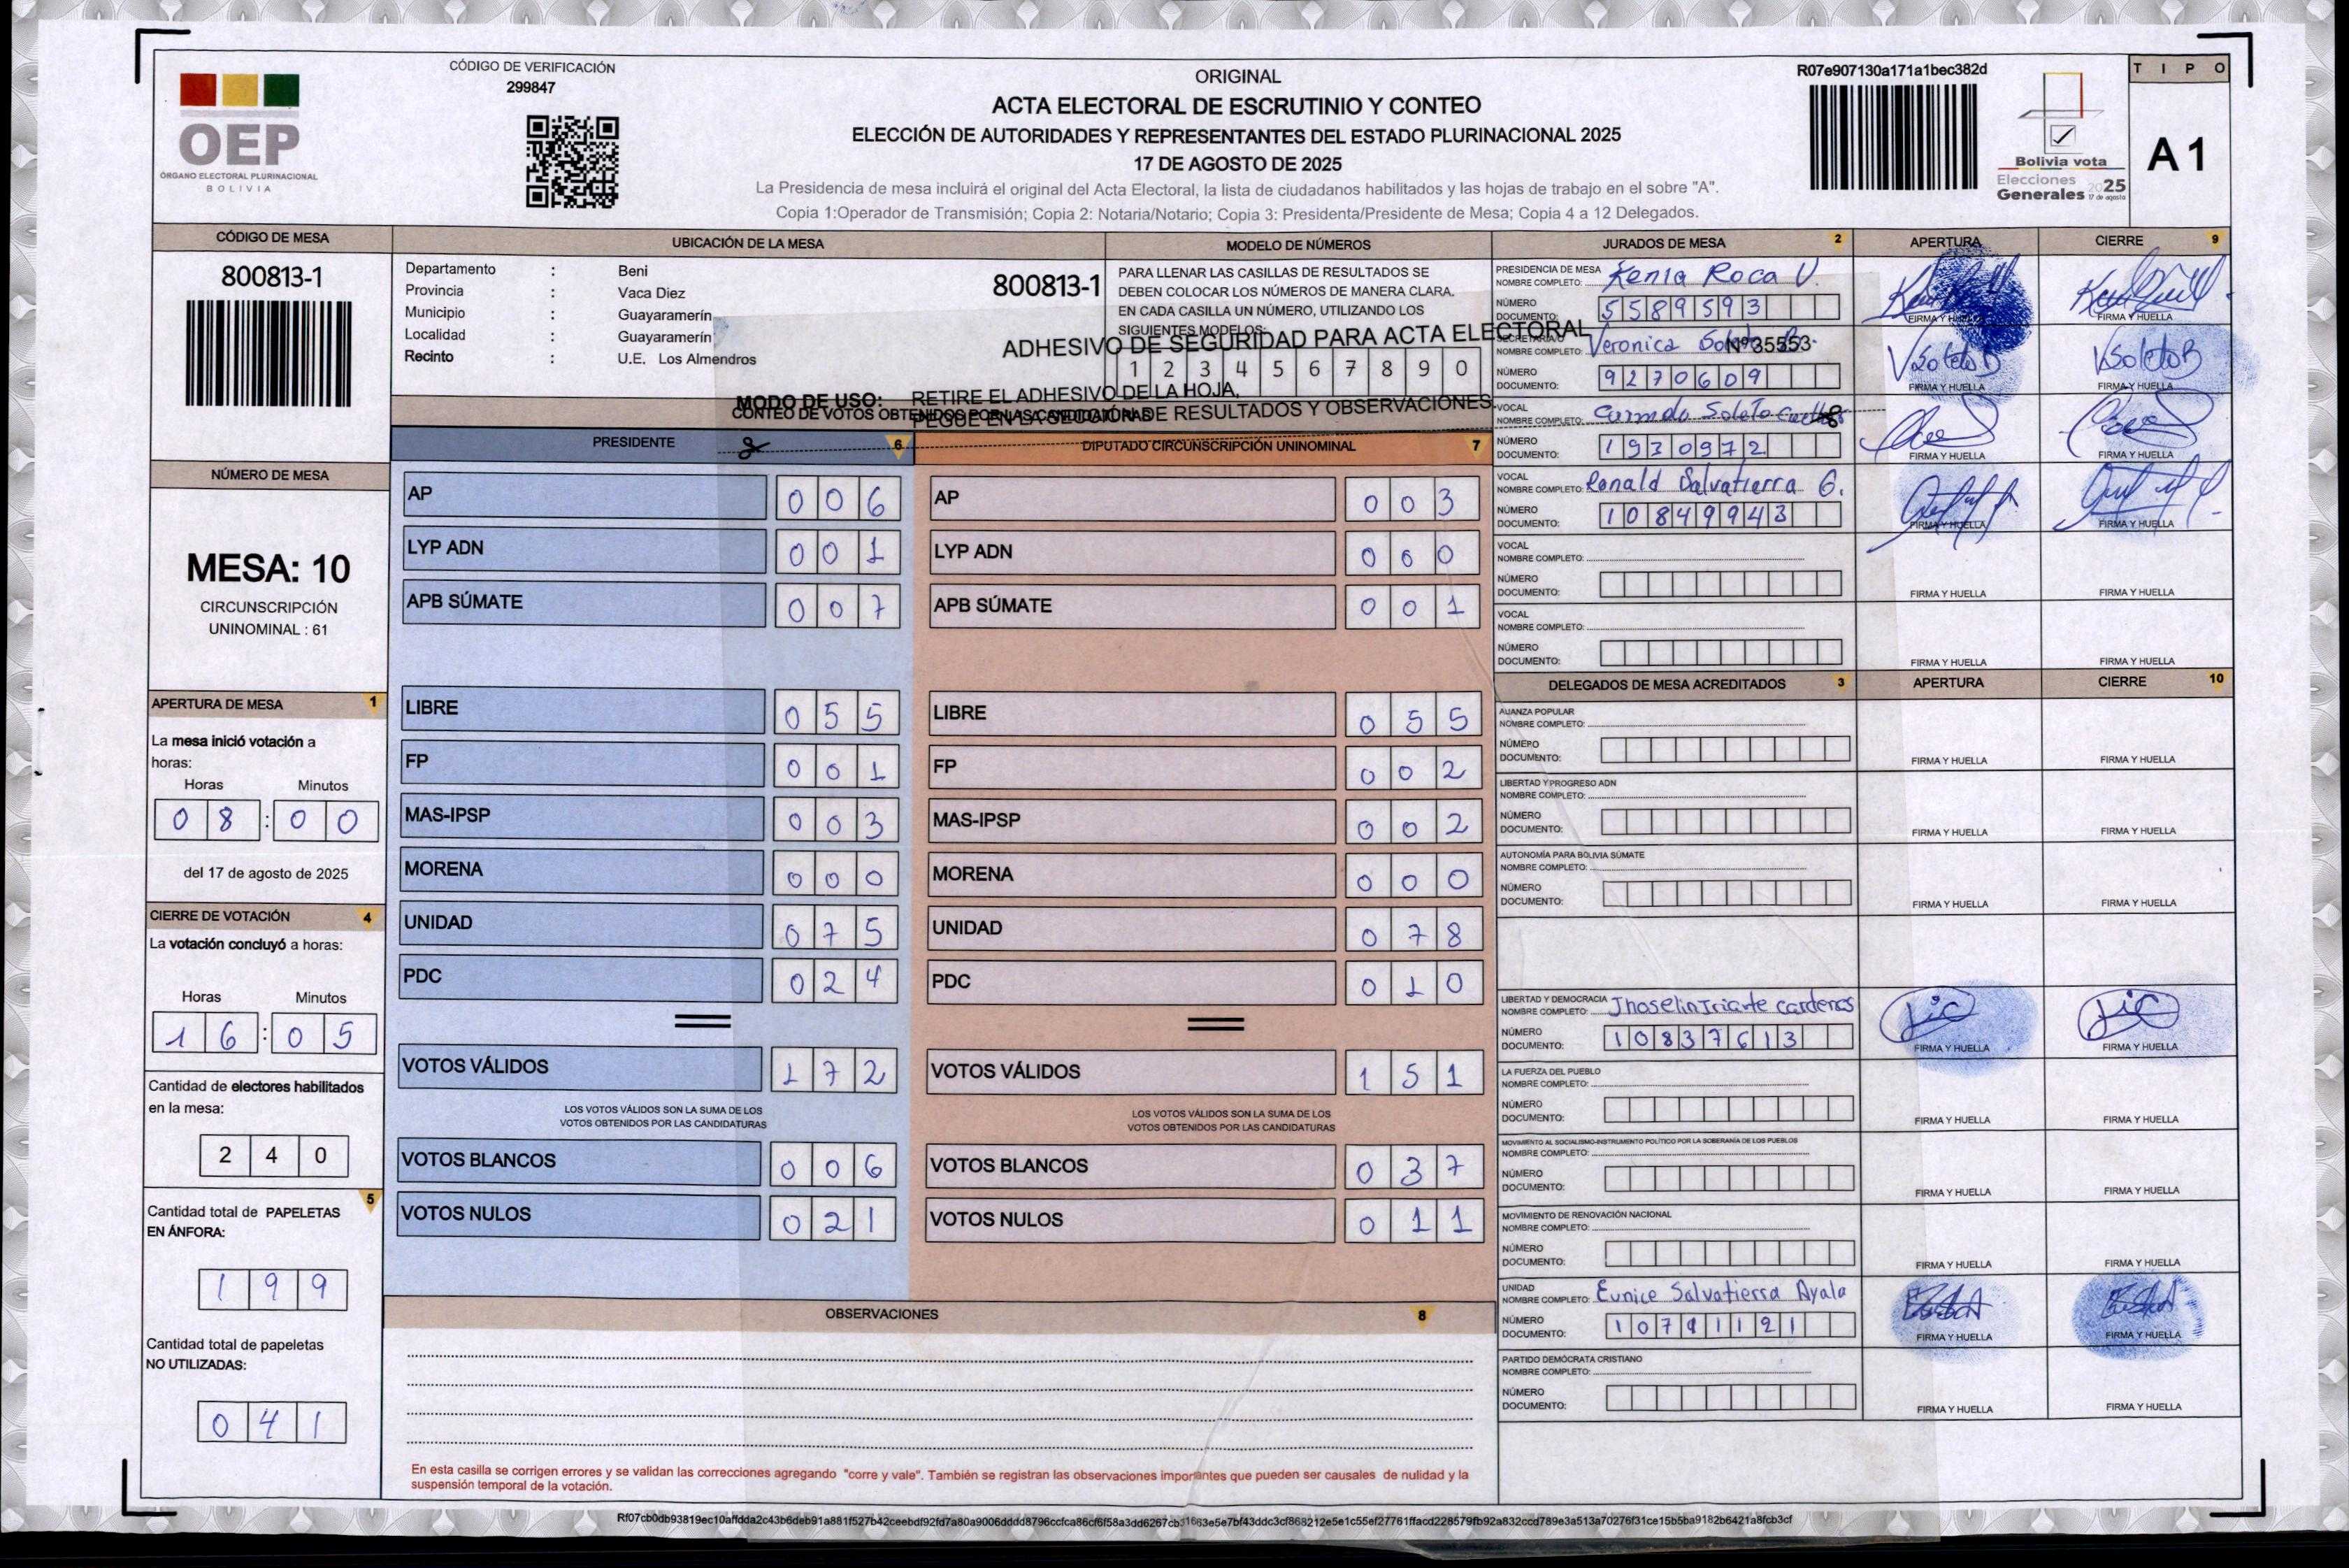 CÓDIGO DE VERIFICACIÓN
299847
OEP
ÓRGANO ELECTORAL PLURINACIONAL
BOLIVIA
ORIGINAL
ACTA ELECTORAL DE ESCRUTINIO Y CONTEO
ELECCIÓN DE AUTORIDADES Y REPRESENTANTES DEL ESTADO PLURINACIONAL 2025
17 DE AGOSTO DE 2025
La Presidencia de mesa incluirá el original del Acta Electoral, la lista de ciudadanos habilitados y las hojas de trabajo en el sobre "A".
Copia 1:Operador de Transmisión; Copia 2: Notaria/Notario; Copia 3: Presidenta/Presidente de Mesa; Copia 4 a 12 Delegados.
R07e907130a171a1bec382d
Bolivia vota
Elecciones
Generales 2025
17 de agosto
TIPO
A 1
CÓDIGO DE MESA
800813-1
NÚMERO DE MESA
MESA: 10
CIRCUNSCRIPCIÓN
UNINOMINAL : 61
APERTURA DE MESA 1
La mesa inició votación a
horas:
Horas Minutos
08 : 00
del 17 de agosto de 2025
CIERRE DE VOTACIÓN 4
La votación concluyó a horas:
Horas Minutos
16 : 05
Cantidad de electores habilitados
en la mesa:
240
5
Cantidad total de PAPELETAS
EN ÁNFORA:
199
Cantidad total de papeletas
NO UTILIZADAS:
041
UBICACIÓN DE LA MESA
Departamento : Beni
800813-1
Provincia : Vaca Diez
Municipio : Guayaramerín
Localidad : Guayaramerín
Recinto : U.E. Los Almendros
MODELO DE NÚMEROS
PARA LLENAR LAS CASILLAS DE RESULTADOS SE
DEBEN COLOCAR LOS NÚMEROS DE MANERA CLARA.
EN CADA CASILLA UN NÚMERO, UTILIZANDO LOS
SIGUIENTES MODELOS:
1 2 3 4 5 6 7 8 9 0
ADHESIVO DE SEGURIDAD PARA ACTA ELECTORAL
Nº 35553
MODO DE USO: RETIRE EL ADHESIVO DE LA HOJA,
PEGUE EN LA SECCIÓN DE RESULTADOS Y OBSERVACIONES
CONTEO DE VOTOS OBTENIDOS POR LAS CANDIDATURAS
PRESIDENTE 6
AP 006
LYP ADN 001
APB SÚMATE 007
LIBRE 055
FP 001
MAS-IPSP 003
MORENA 000
UNIDAD 075
PDC 024
VOTOS VÁLIDOS 172
LOS VOTOS VÁLIDOS SON LA SUMA DE LOS
VOTOS OBTENIDOS POR LAS CANDIDATURAS
VOTOS BLANCOS 006
VOTOS NULOS 021
DIPUTADO CIRCUNSCRIPCIÓN UNINOMINAL 7
AP 003
LYP ADN 000
APB SÚMATE 001
LIBRE 055
FP 002
MAS-IPSP 002
MORENA 000
UNIDAD 078
PDC 010
VOTOS VÁLIDOS 151
LOS VOTOS VÁLIDOS SON LA SUMA DE LOS
VOTOS OBTENIDOS POR LAS CANDIDATURAS
VOTOS BLANCOS 037
VOTOS NULOS 011
OBSERVACIONES 8
En esta casilla se corrigen errores y se validan las correcciones agregando "corre y vale". También se registran las observaciones importantes que pueden ser causales de nulidad y la
suspensión temporal de la votación.
JURADOS DE MESA 2 APERTURA CIERRE 9
PRESIDENCIA DE MESA
NOMBRE COMPLETO: Kenia Roca V.
NÚMERO
DOCUMENTO: 5589593
FIRMA Y HUELLA FIRMA Y HUELLA
NOMBRE COMPLETO: Veronica
NÚMERO
DOCUMENTO: 9270609
FIRMA Y HUELLA FIRMA Y HUELLA
VOCAL
NOMBRE COMPLETO: Soleto
NÚMERO
DOCUMENTO: 1930972
FIRMA Y HUELLA FIRMA Y HUELLA
VOCAL
NOMBRE COMPLETO: Ronald Salvatierra G.
NÚMERO
DOCUMENTO: 10849943
FIRMA Y HUELLA FIRMA Y HUELLA
VOCAL
NOMBRE COMPLETO:
NÚMERO
DOCUMENTO:
FIRMA Y HUELLA FIRMA Y HUELLA
VOCAL
NOMBRE COMPLETO:
NÚMERO
DOCUMENTO:
FIRMA Y HUELLA FIRMA Y HUELLA
DELEGADOS DE MESA ACREDITADOS 3 APERTURA CIERRE 10
ALIANZA POPULAR
NOMBRE COMPLETO:
NÚMERO
DOCUMENTO:
FIRMA Y HUELLA FIRMA Y HUELLA
LIBERTAD Y PROGRESO ADN
NOMBRE COMPLETO:
NÚMERO
DOCUMENTO:
FIRMA Y HUELLA FIRMA Y HUELLA
AUTONOMÍA PARA BOLIVIA SÚMATE
NOMBRE COMPLETO:
NÚMERO
DOCUMENTO:
FIRMA Y HUELLA FIRMA Y HUELLA
LIBERTAD Y DEMOCRACIA
NOMBRE COMPLETO: Jhoselin Iriarte Cardenas
NÚMERO
DOCUMENTO: 10837613
FIRMA Y HUELLA FIRMA Y HUELLA
LA FUERZA DEL PUEBLO
NOMBRE COMPLETO:
NÚMERO
DOCUMENTO:
FIRMA Y HUELLA FIRMA Y HUELLA
MOVIMIENTO AL SOCIALISMO-INSTRUMENTO POLÍTICO POR LA SOBERANÍA DE LOS PUEBLOS
NOMBRE COMPLETO:
NÚMERO
DOCUMENTO:
FIRMA Y HUELLA FIRMA Y HUELLA
MOVIMIENTO DE RENOVACIÓN NACIONAL
NOMBRE COMPLETO:
NÚMERO
DOCUMENTO:
FIRMA Y HUELLA FIRMA Y HUELLA
UNIDAD
NOMBRE COMPLETO: Eunice Salvatierra Ayala
NÚMERO
DOCUMENTO: 10791121
FIRMA Y HUELLA FIRMA Y HUELLA
PARTIDO DEMÓCRATA CRISTIANO
NOMBRE COMPLETO:
NÚMERO
DOCUMENTO:
FIRMA Y HUELLA FIRMA Y HUELLA